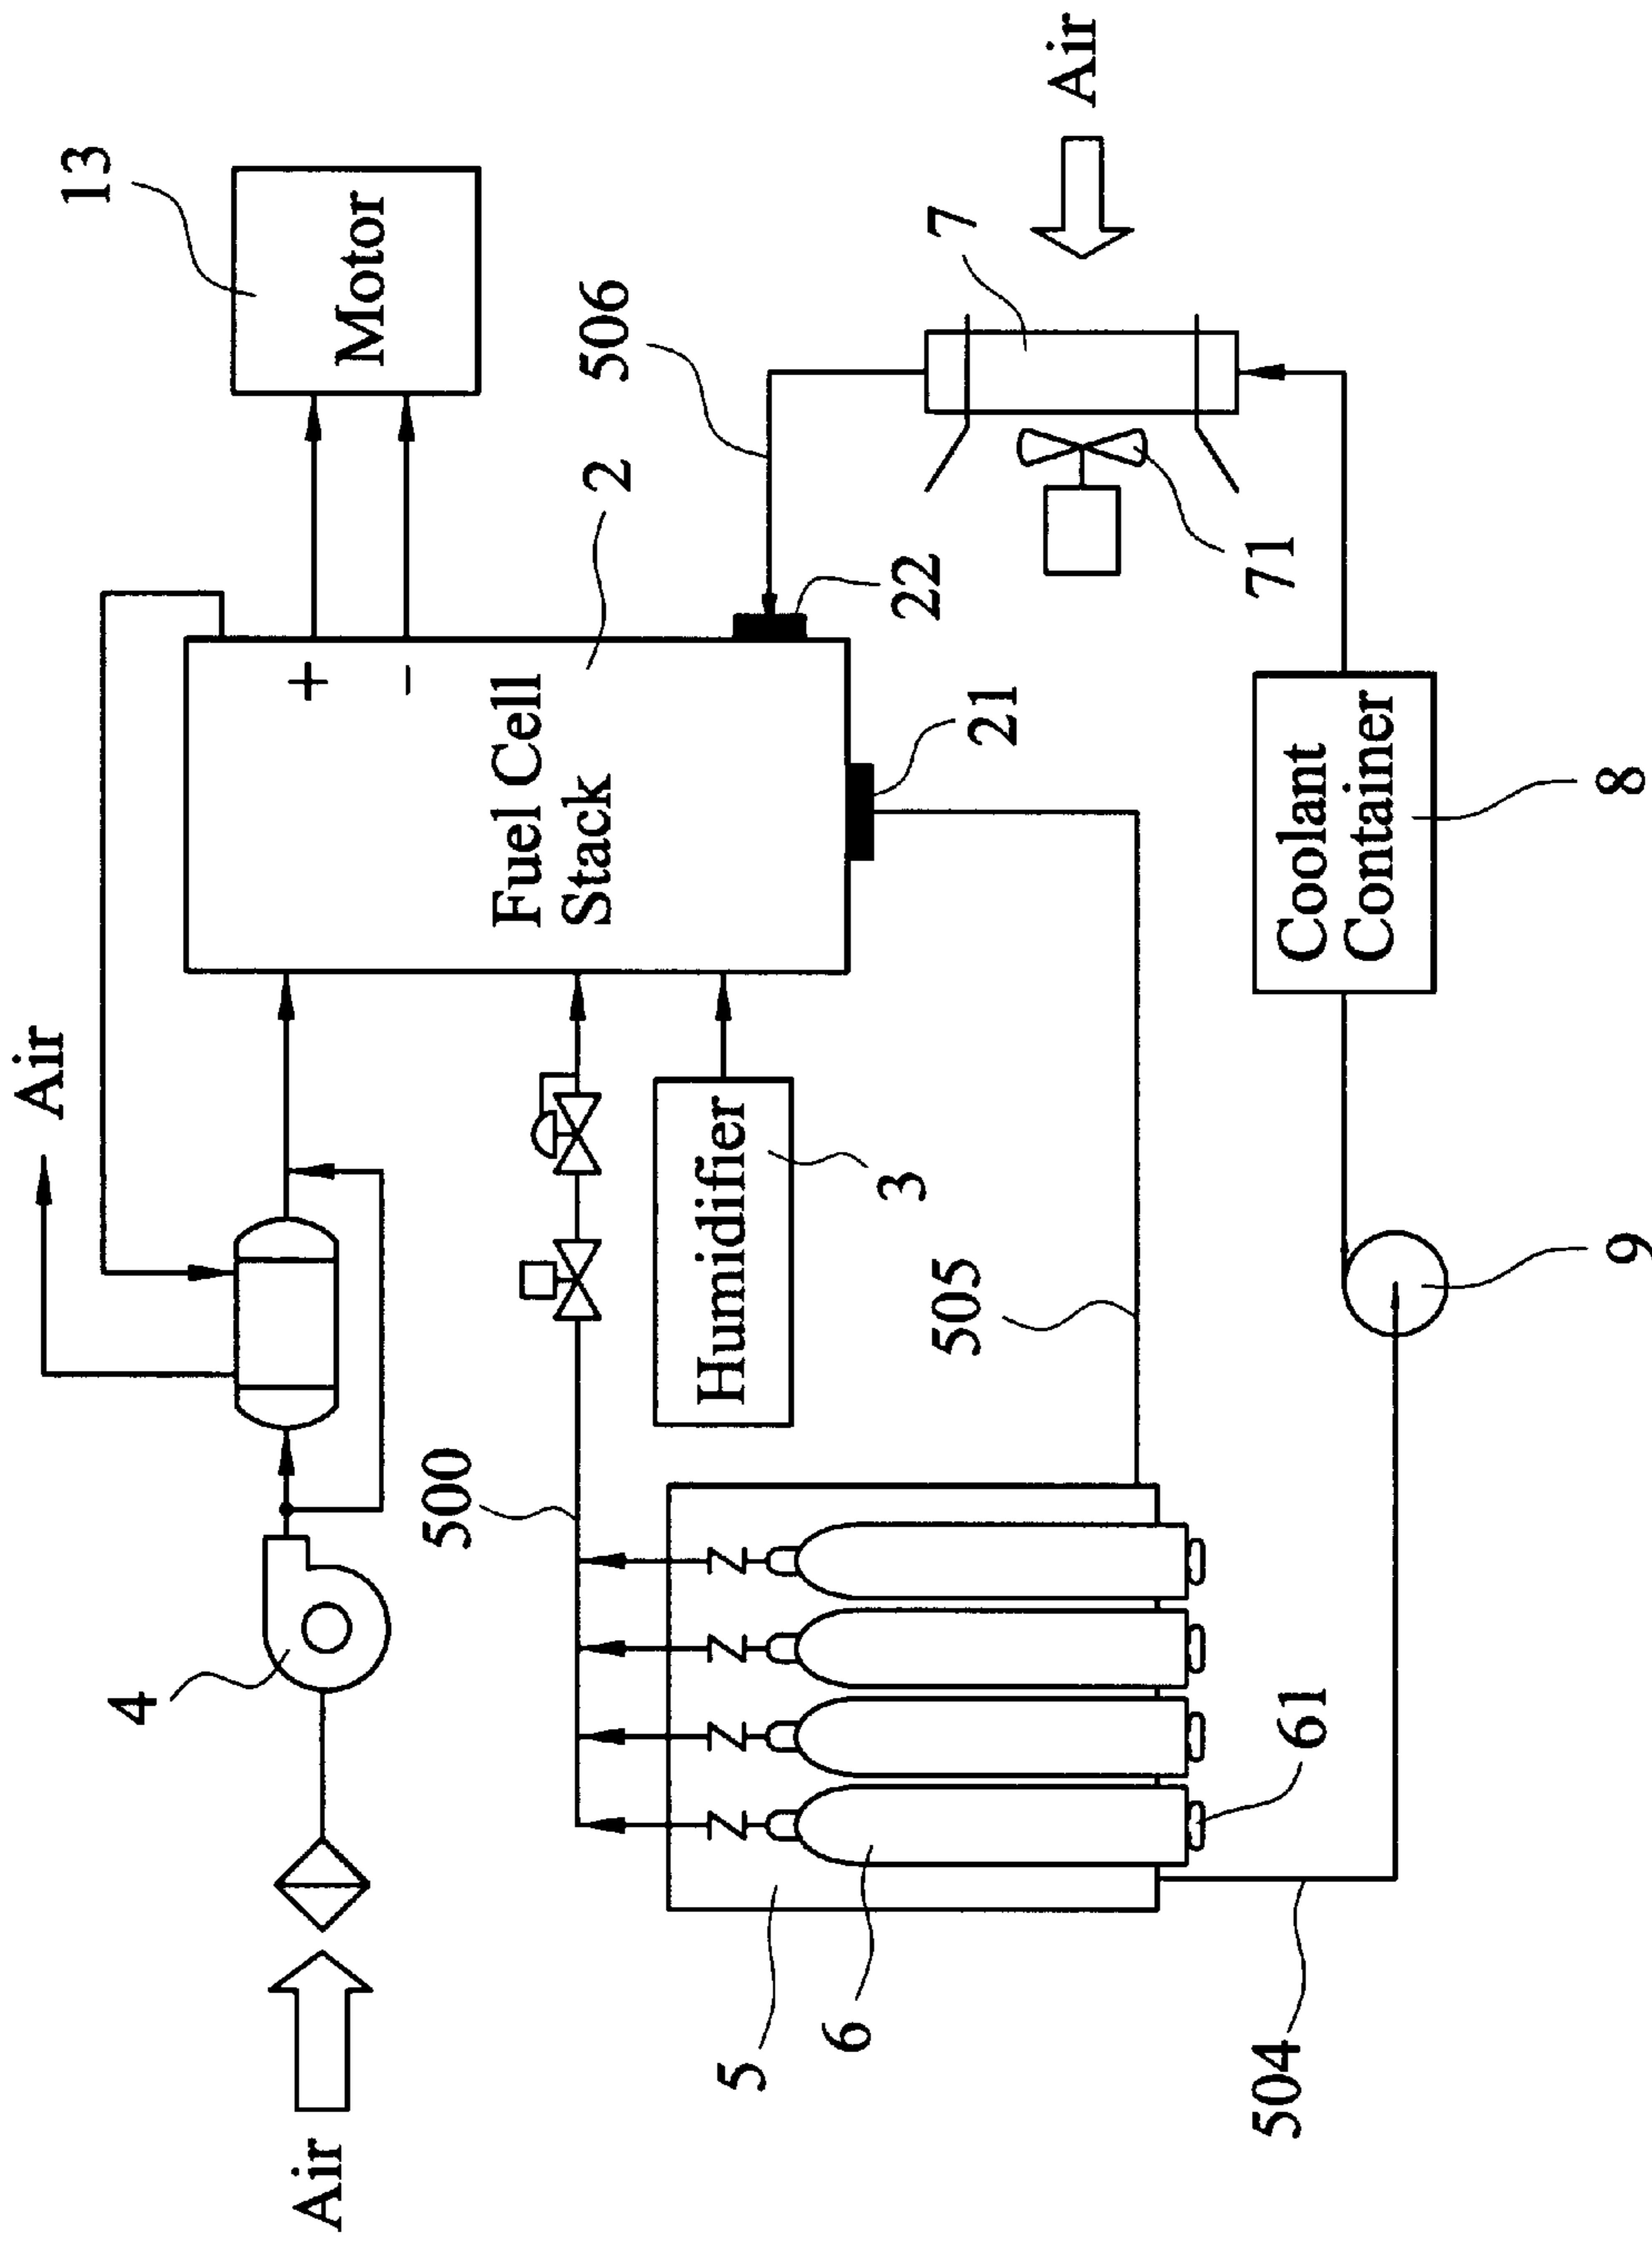 Air
13
Motor
4
500
+
-
2
Fuel Cell
Stack
506
Air
7
22
71
21
Humidifier
3
505
5
6
61
504
9
Coolant
Container
8
Air